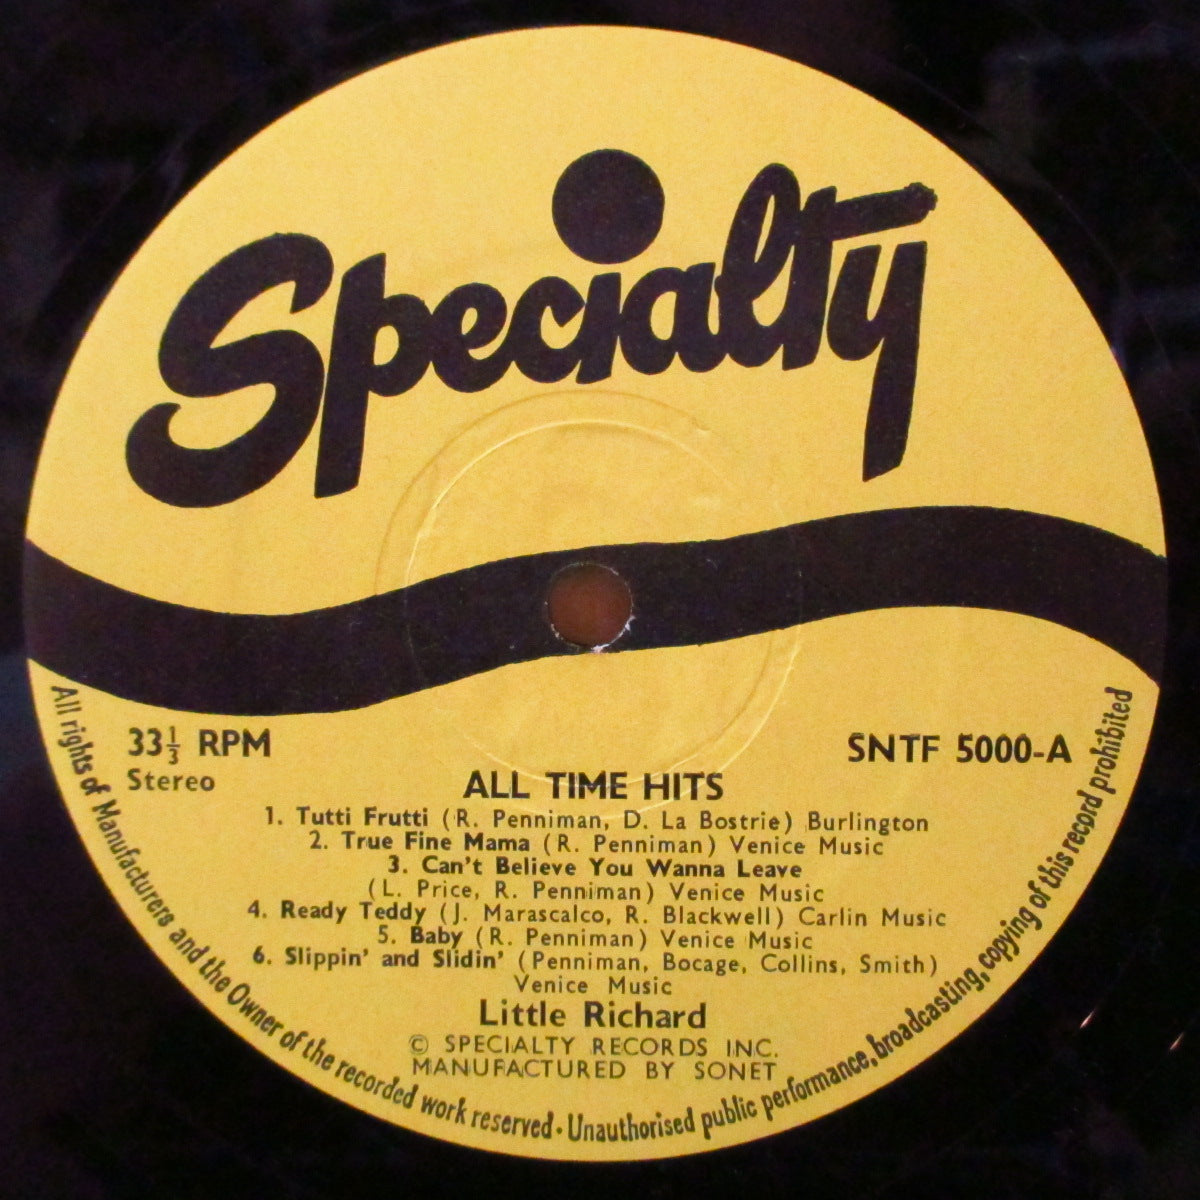 Specialty
33⅓ RPM
Stereo
SNTF 5000-A
ALL TIME HITS
1. Tutti Frutti (R. Penniman, D. La Bostrie) Burlington
2. True Fine Mama (R. Penniman) Venice Music
3. Can't Believe You Wanna Leave
(L. Price, R. Penniman) Venice Music
4. Ready Teddy (J. Marascalco, R. Blackwell) Carlin Music
5. Baby (R. Penniman) Venice Music
6. Slippin' and Slidin' (Penniman, Bocage, Collins, Smith)
Venice Music
Little Richard
© SPECIALTY RECORDS INC.
MANUFACTURED BY SONET
All rights of Manufacturers and the Owner of the recorded work reserved · Unauthorised public performance, broadcasting, copying of this record prohibited